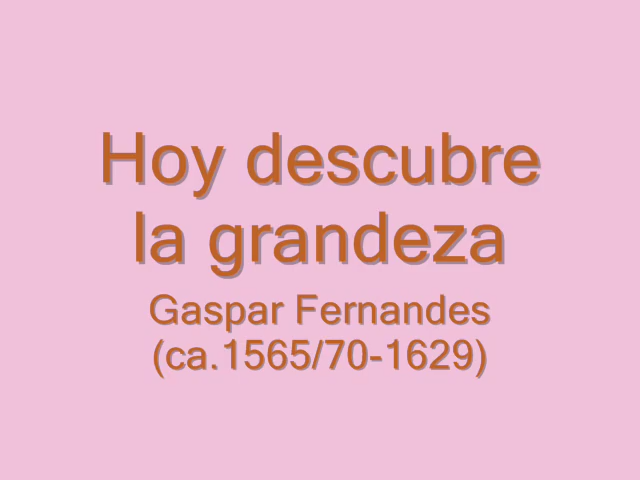 Hoy descubre
la grandeza
Gaspar Fernandes
(ca.1565/70-1629)